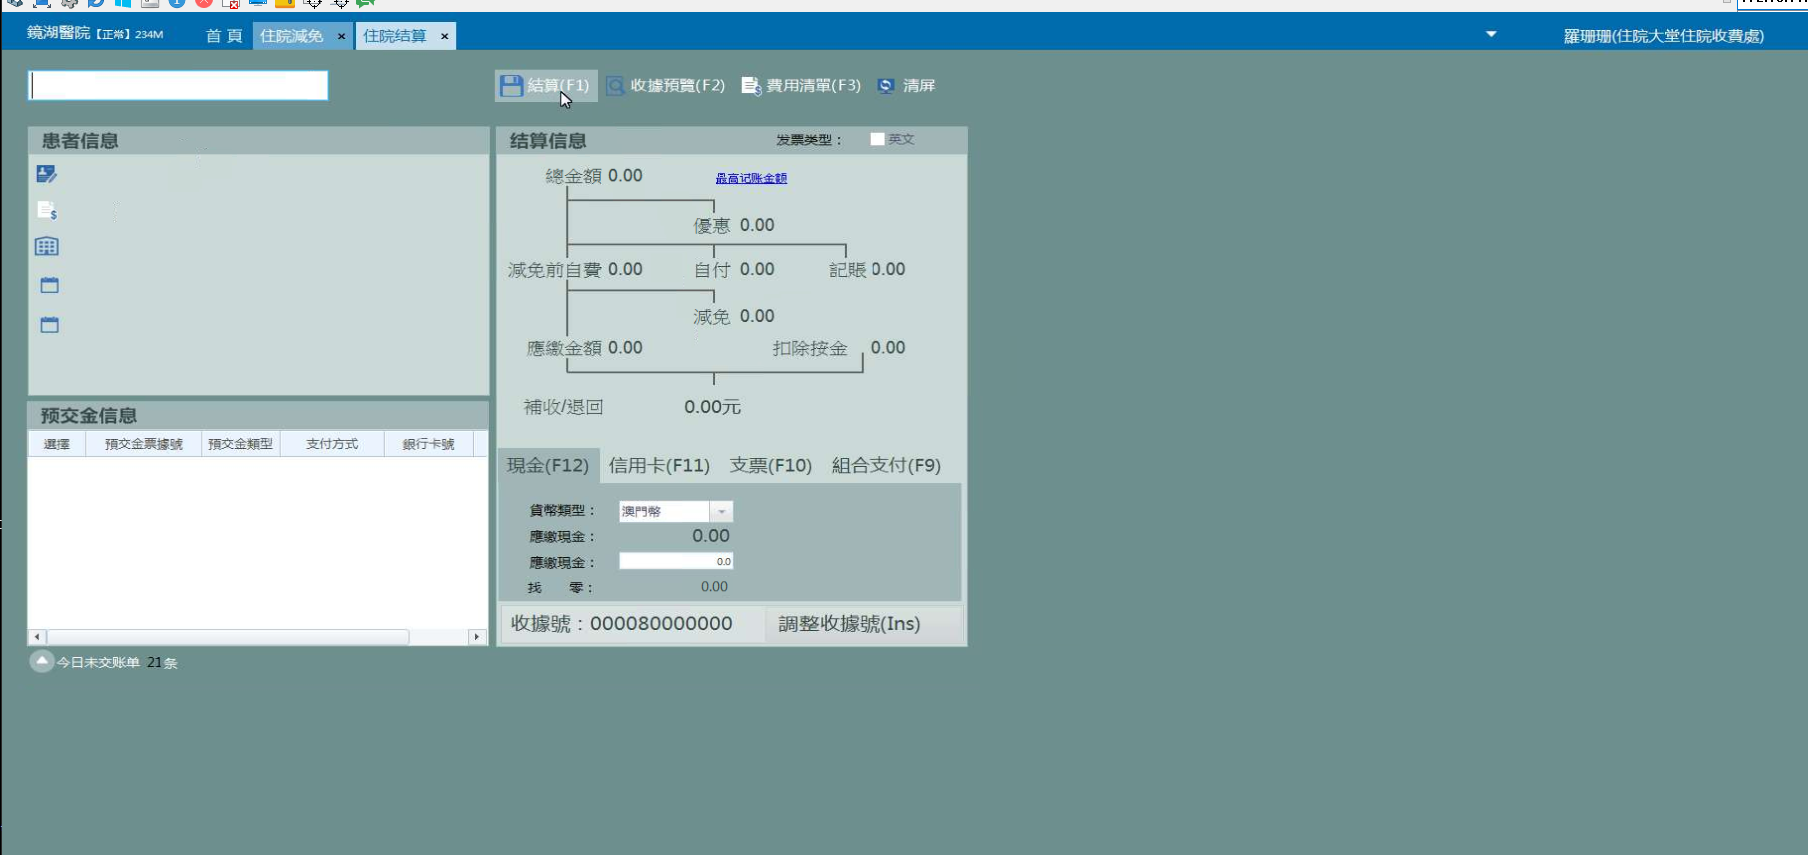 鏡湖醫院【正常】234M 首 頁 住院減免 × 住院结算 × 羅珊珊(住院大堂住院收費處)
結算(F1) 收據預覽(F2) 費用清單(F3) 清屏
患者信息
结算信息 发票类型： 英文
總金額 0.00 最高记账金额
優惠 0.00
減免前自費 0.00 自付 0.00 記賬 0.00
減免 0.00
應繳金額 0.00 扣除按金 0.00
補收/退回 0.00元
预交金信息
選擇 預交金票據號 預交金類型 支付方式 銀行卡號
現金(F12) 信用卡(F11) 支票(F10) 組合支付(F9)
貨幣類型： 澳門幣
應繳現金： 0.00
應繳現金： 0.0
找 零： 0.00
收據號：000080000000 調整收據號(Ins)
今日未交账单 21 条